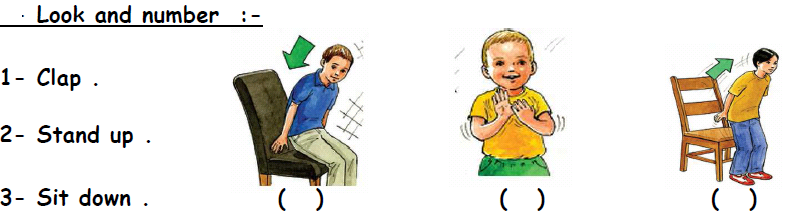 · Look and number :-
1- Clap .
2- Stand up .
3- Sit down .
( ) ( ) ( )